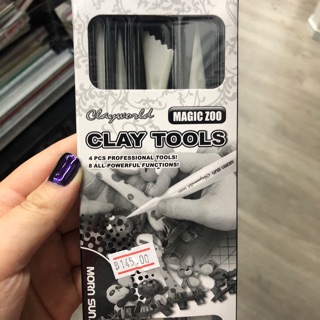 Clayworld
MAGIC ZOO
CLAY TOOLS
4 PCS PROFESSIONAL TOOLS!
8 ALL-POWERFUL FUNCTIONS!
฿145.00
MORN SUN